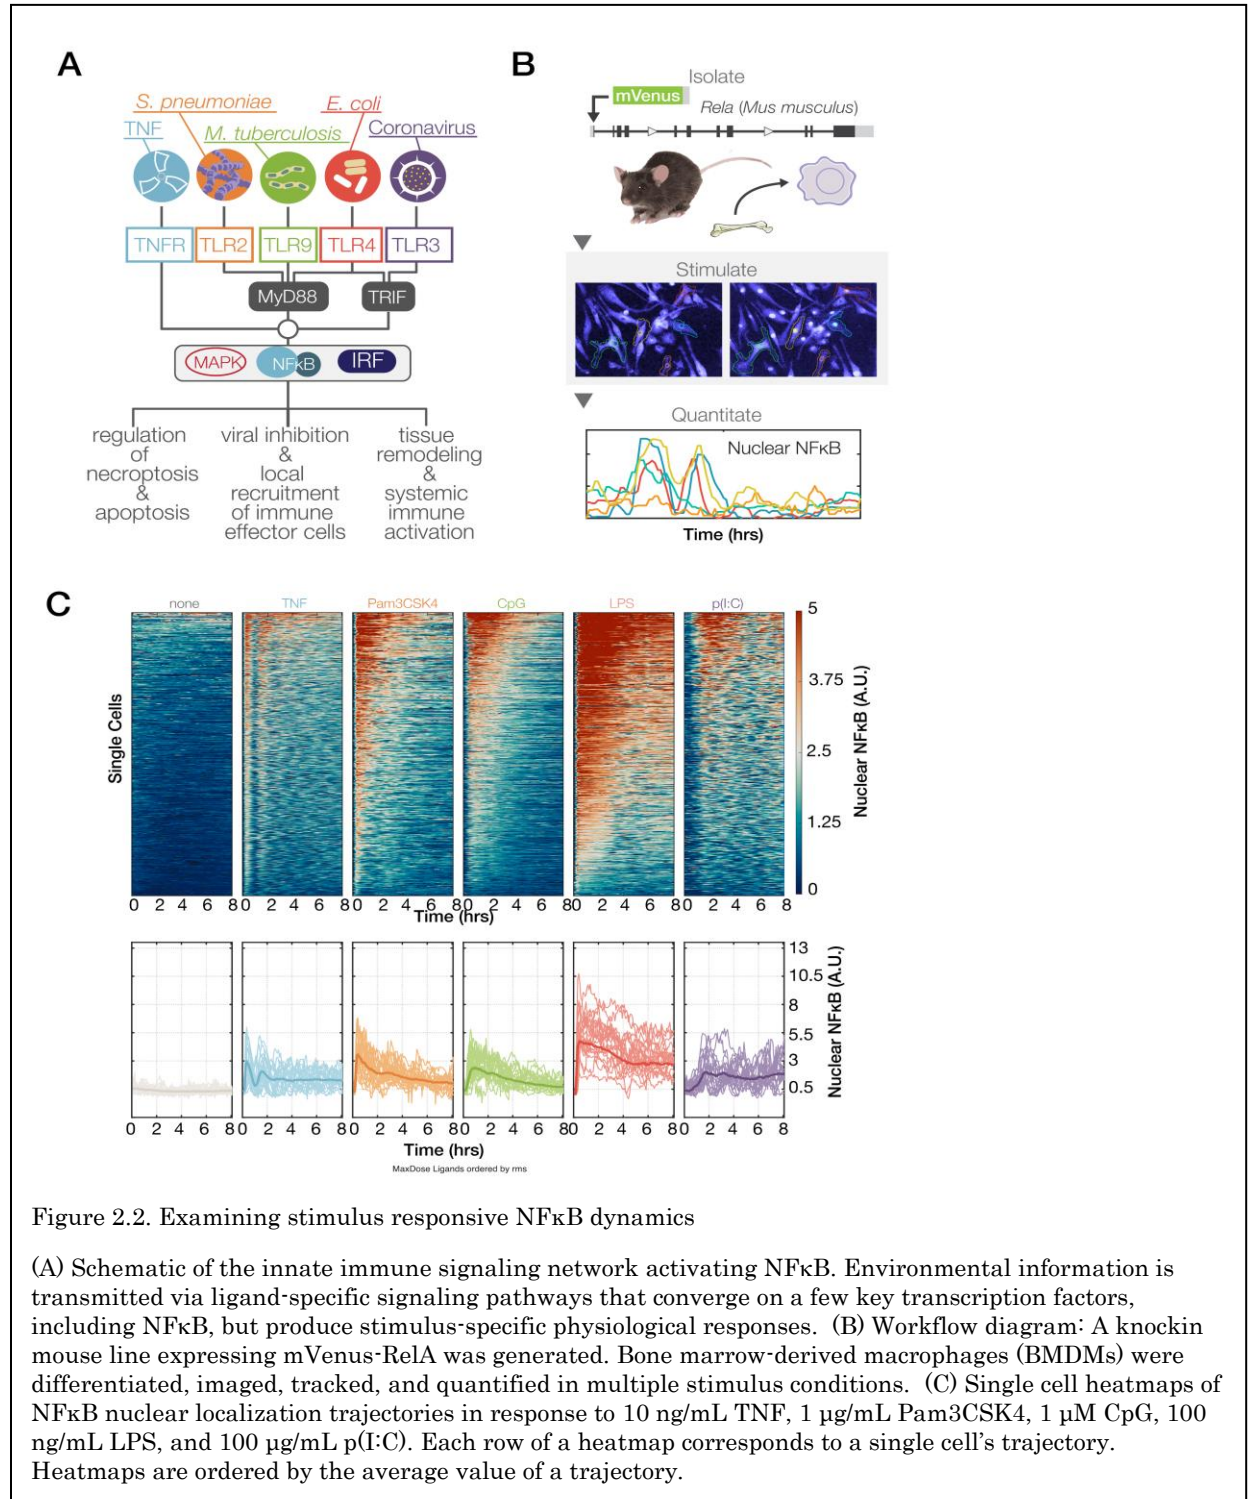 A
S. pneumoniae
E. coli
TNF
M. tuberculosis
Coronavirus
TNFR
TLR2
TLR9
TLR4
TLR3
MyD88
TRIF
MAPK
NFκB
IRF
regulation
of
necroptosis
&
apoptosis
viral inhibition
&
local
recruitment
of immune
effector cells
tissue
remodeling
&
systemic
immune
activation
B
Isolate
mVenus
Rela (Mus musculus)
Stimulate
Quantitate
Nuclear NFκB
Time (hrs)
C
none
TNF
Pam3CSK4
CpG
LPS
p(I:C)
Single Cells
5
3.75
2.5
1.25
0
Nuclear NFκB (A.U.)
0 2 4 6 8
0 2 4 6 8
0 2 4 6 8
0 2 4 6 8
0 2 4 6 8
0 2 4 6 8
Time (hrs)
13
10.5
8
5.5
3
0.5
Nuclear NFκB (A.U.)
0 2 4 6 8
0 2 4 6 8
0 2 4 6 8
0 2 4 6 8
0 2 4 6 8
0 2 4 6 8
Time (hrs)
MaxDose Ligands ordered by rms
Figure 2.2. Examining stimulus responsive NFκB dynamics
(A) Schematic of the innate immune signaling network activating NFκB. Environmental information is
transmitted via ligand-specific signaling pathways that converge on a few key transcription factors,
including NFκB, but produce stimulus-specific physiological responses. (B) Workflow diagram: A knockin
mouse line expressing mVenus-RelA was generated. Bone marrow-derived macrophages (BMDMs) were
differentiated, imaged, tracked, and quantified in multiple stimulus conditions. (C) Single cell heatmaps of
NFκB nuclear localization trajectories in response to 10 ng/mL TNF, 1 μg/mL Pam3CSK4, 1 μM CpG, 100
ng/mL LPS, and 100 μg/mL p(I:C). Each row of a heatmap corresponds to a single cell's trajectory.
Heatmaps are ordered by the average value of a trajectory.